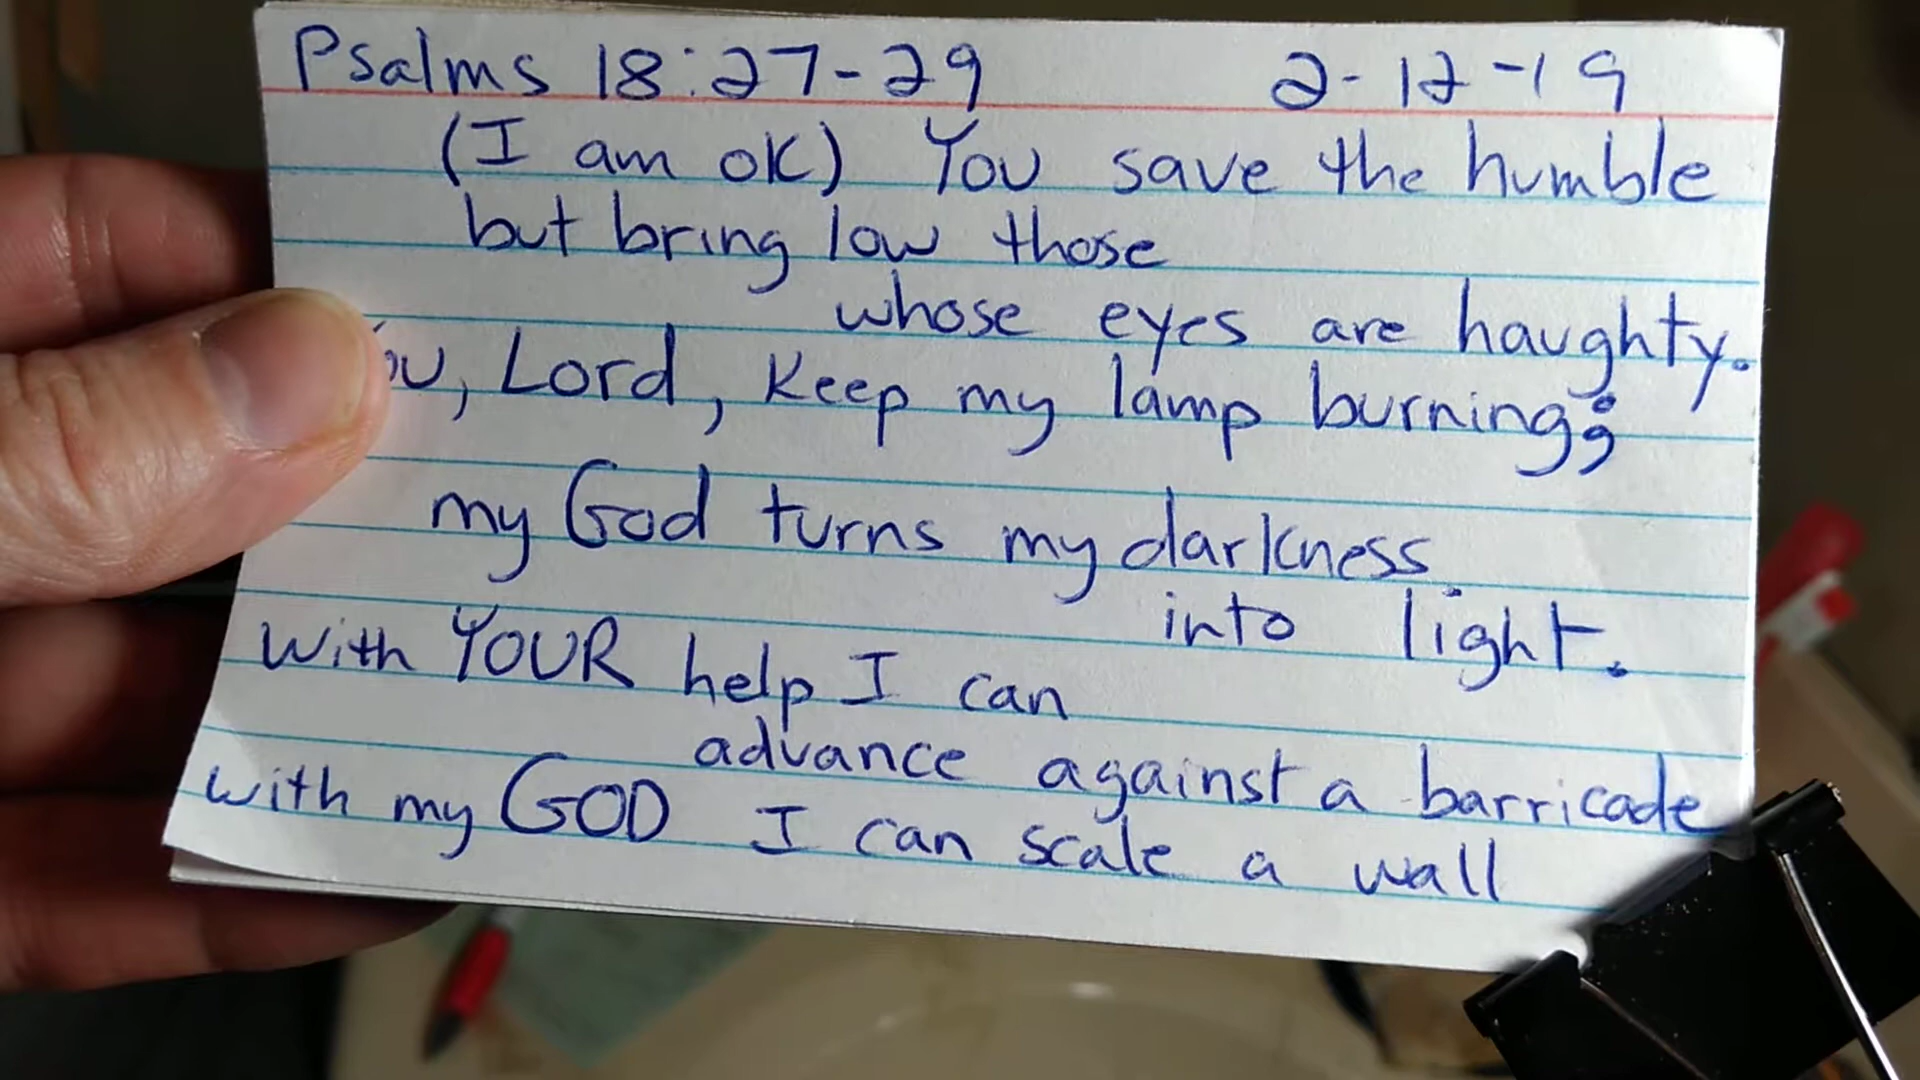 Psalms 18:27-29 2-12-19
(I am OK) You save the humble
but bring low those
whose eyes are haughty.
ou, Lord, keep my lamp burning;
my God turns my darkness
into light.
With YOUR help I can
advance against a barricade
with my GOD I can scale a wall